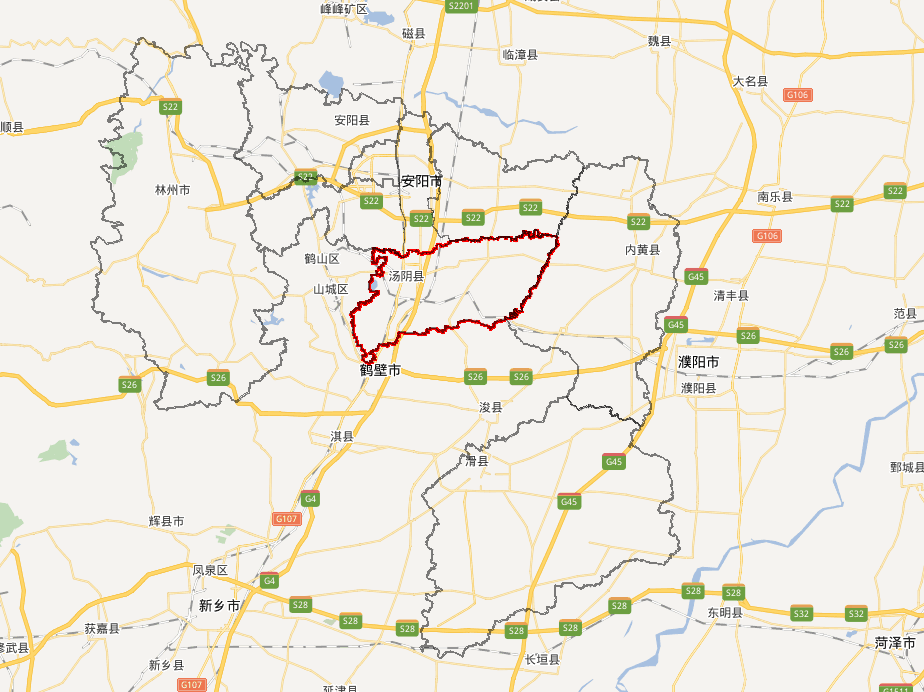 S2201
峰峰矿区
磁县
魏县
临漳县
大名县
G106
S22
安阳县
顺县
S22
安阳市
林州市
S22
南乐县
S22
S22
S22
S22
S22
S22
G106
内黄县
鹤山区
汤阴县
G45
山城区
清丰县
范县
G45
S26
S26
S26
濮阳市
鹤壁市
S26
S26
S26
S26
濮阳县
浚县
淇县
滑县
G45
鄄城县
G4
G45
G107
辉县市
凤泉区
G4
S28
S28
新乡市
S28
S28
S32
S32
东明县
S28
S28
S28
S28
获嘉县
菏泽市
修武县
长垣县
新乡县
G107
延津县
G1511